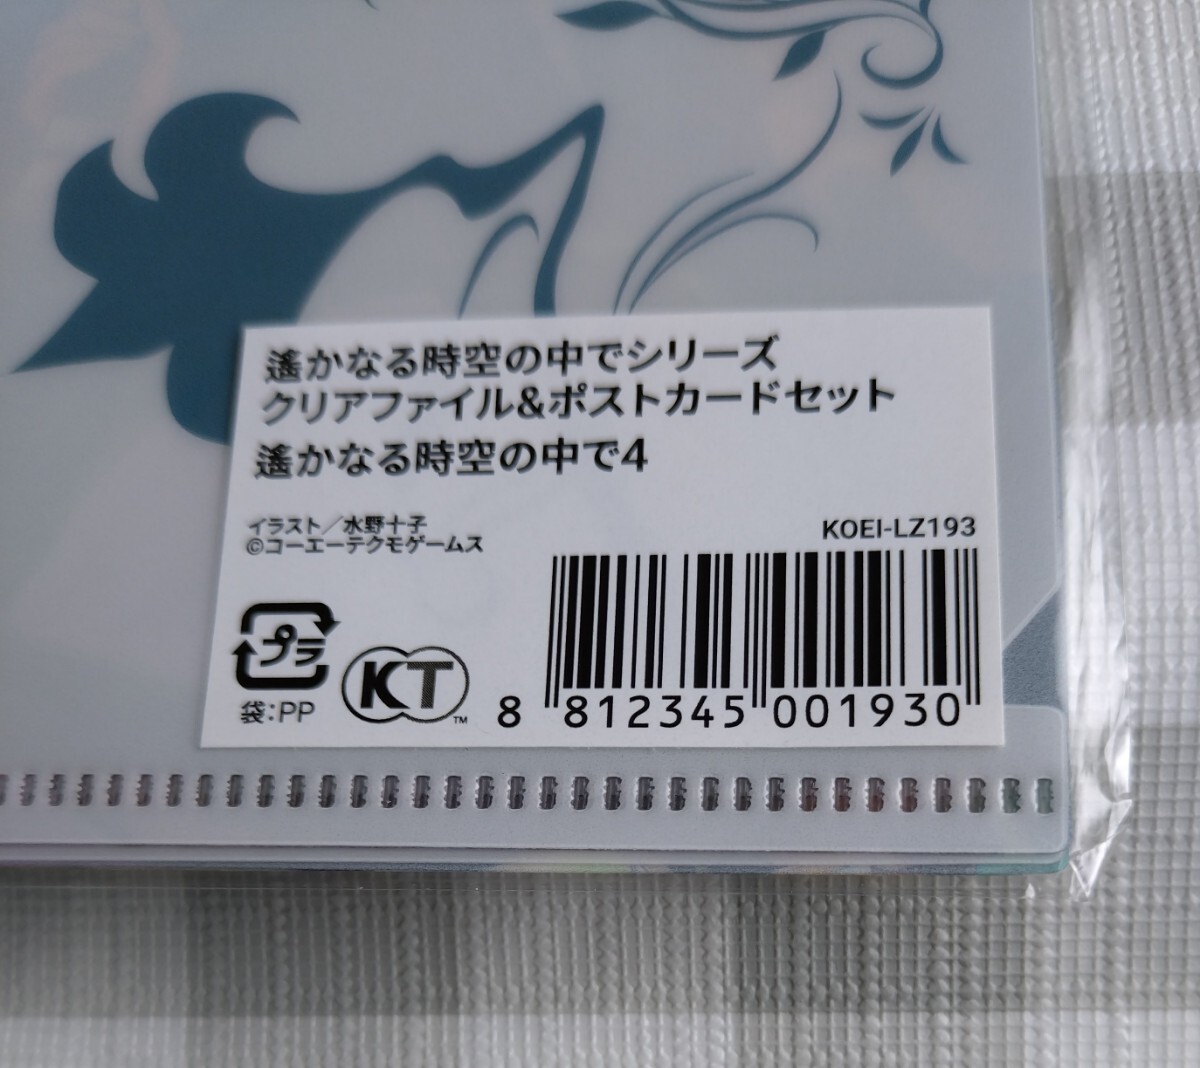 遙かなる時空の中でシリーズ
クリアファイル&ポストカードセット
遙かなる時空の中で4
イラスト/水野十子
©コーエーテクモゲームス
KOEI-LZ193
プラ
袋:PP
KT™
8 812345 001930